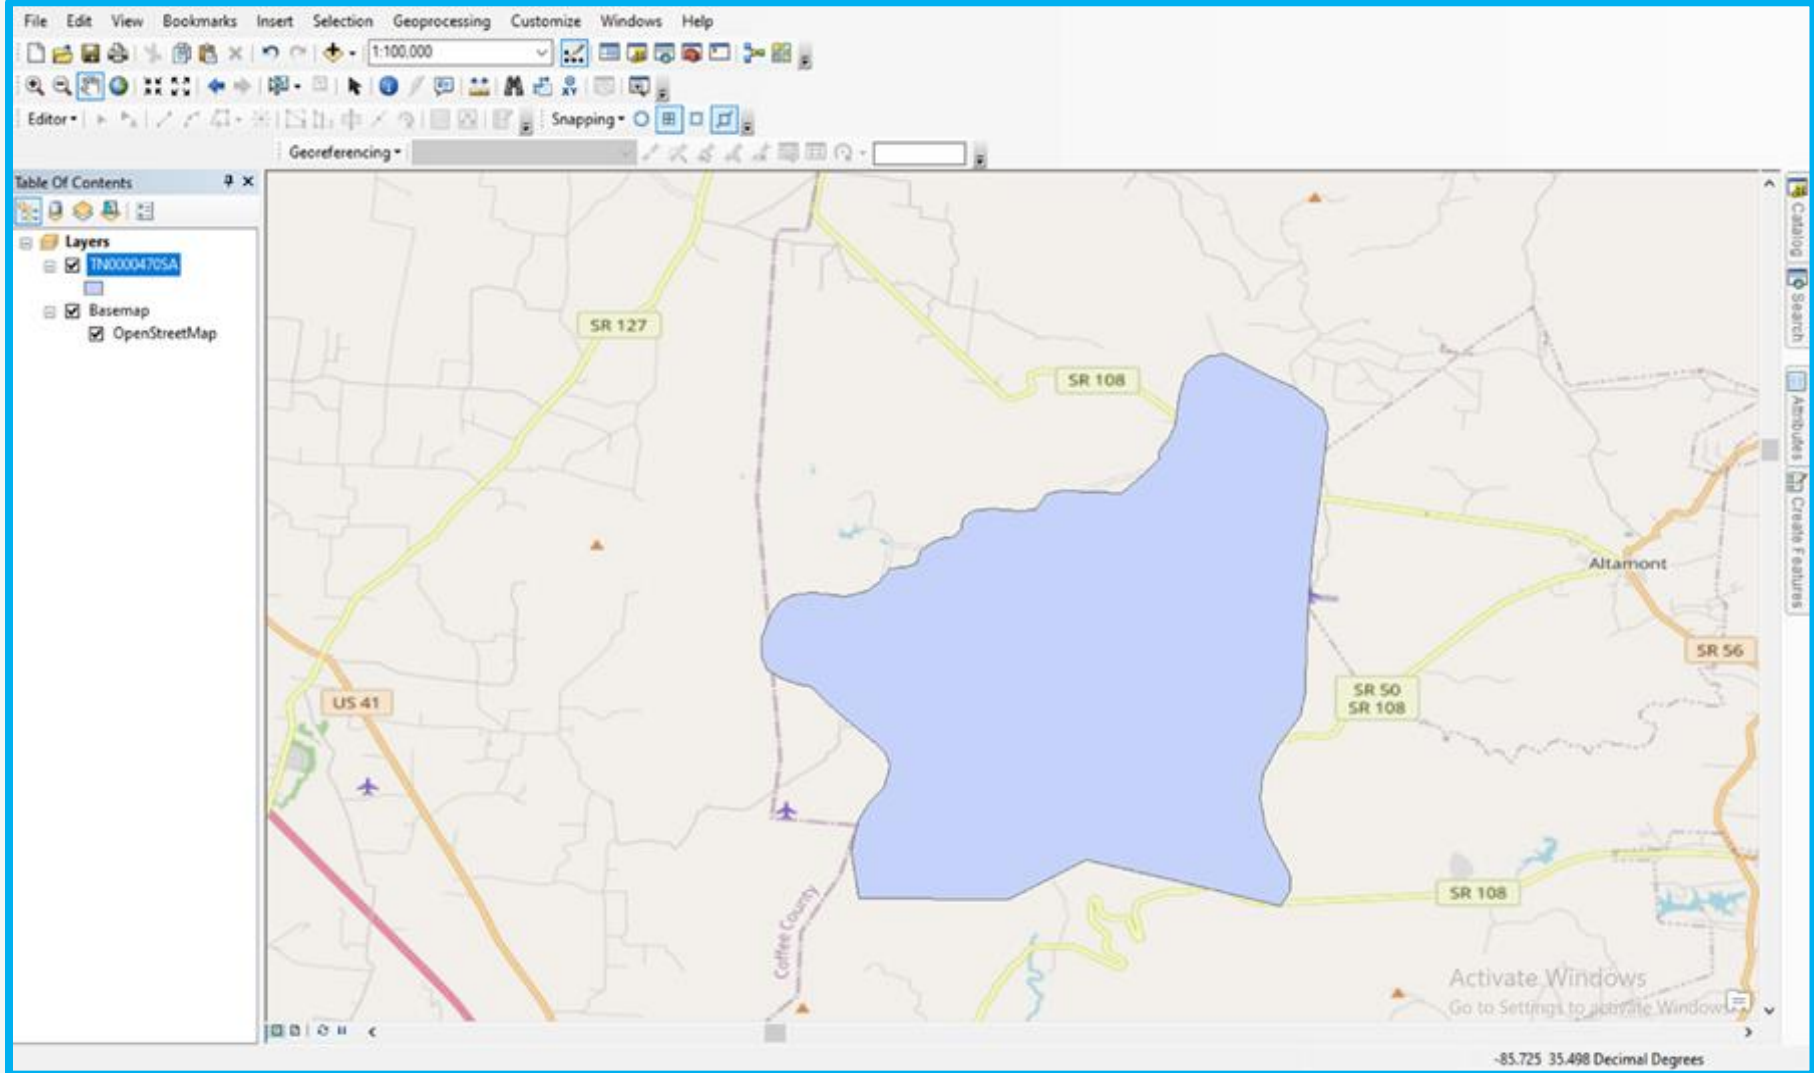 File Edit View Bookmarks Insert Selection Geoprocessing Customize Windows Help
1:100,000
Editor
Snapping
Georeferencing
Table Of Contents
Layers
TN0000470SA
Basemap
OpenStreetMap
SR 127
SR 108
Altamont
SR 56
US 41
SR 50
SR 108
SR 108
Coffee County
Activate Windows
Go to Settings to activate Windows.
Catalog
Search
Attributes
Create Features
-85.725 35.498 Decimal Degrees